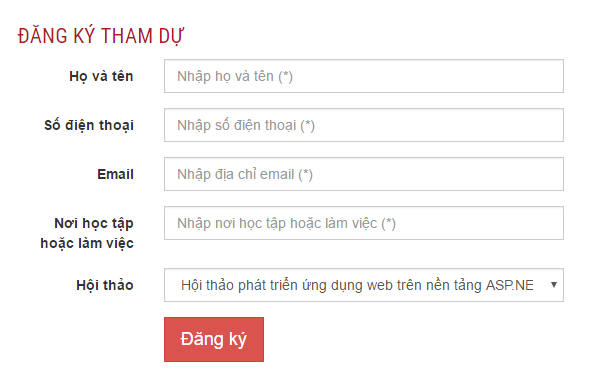 ĐĂNG KÝ THAM DỰ
Họ và tên
Nhập họ và tên (*)
Số điện thoại
Nhập số điện thoại (*)
Email
Nhập địa chỉ email (*)
Nơi học tập
hoặc làm việc
Nhập nơi học tập hoặc làm việc (*)
Hội thảo
Hội thảo phát triển ứng dụng web trên nền tảng ASP.NE
Đăng ký